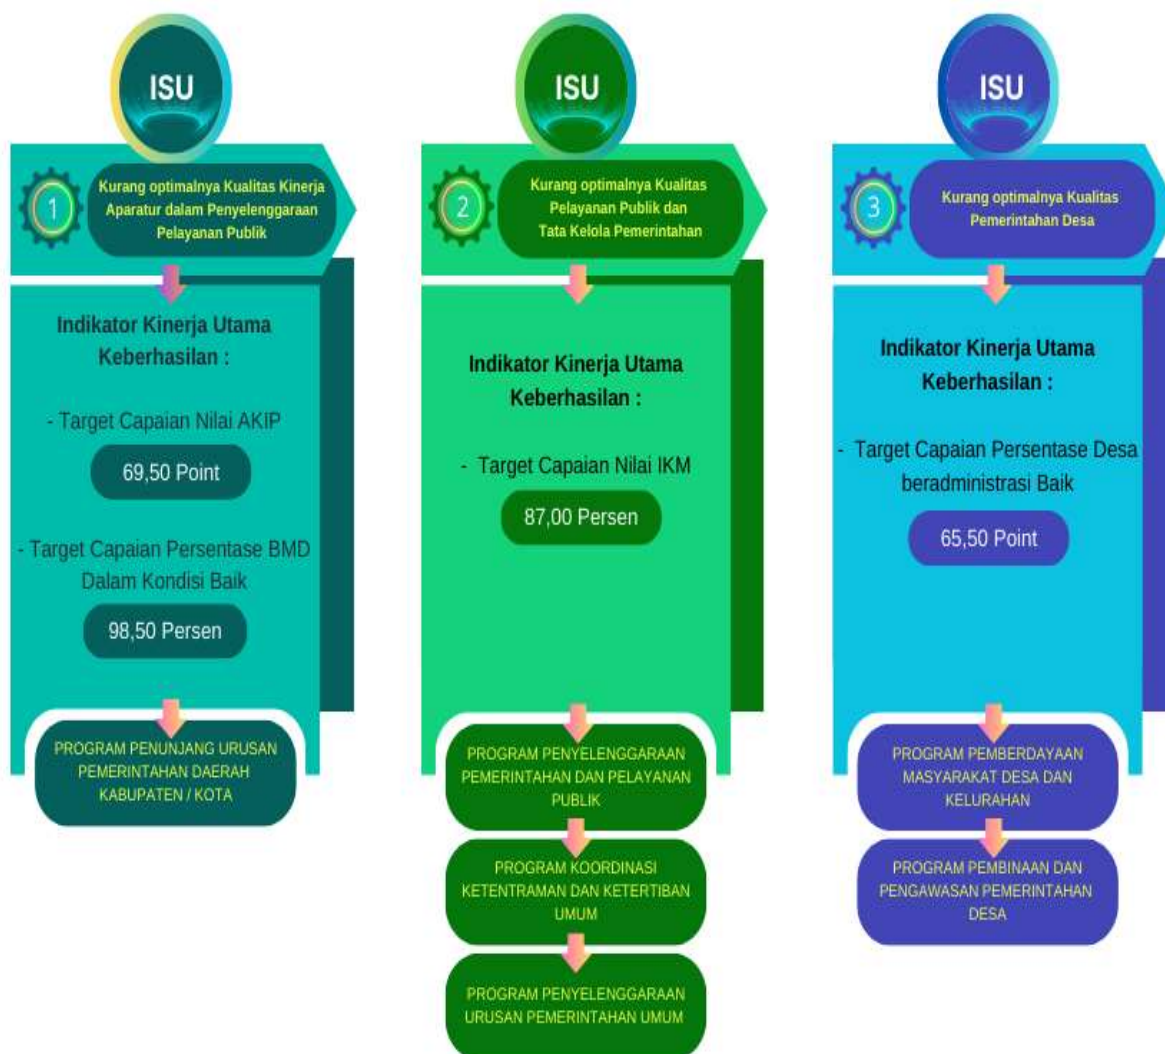 ISU
1
Kurang optimalnya Kualitas Kinerja
Aparatur dalam Penyelenggaraan
Pelayanan Publik
Indikator Kinerja Utama
Keberhasilan :
- Target Capaian Nilai AKIP
69,50 Point
- Target Capaian Persentase BMD
Dalam Kondisi Baik
98,50 Persen
PROGRAM PENUNJANG URUSAN
PEMERINTAHAN DAERAH
KABUPATEN / KOTA
ISU
2
Kurang optimalnya Kualitas
Pelayanan Publik dan
Tata Kelola Pemerintahan
Indikator Kinerja Utama
Keberhasilan :
- Target Capaian Nilai IKM
87,00 Persen
PROGRAM PENYELENGGARAAN
PEMERINTAHAN DAN PELAYANAN
PUBLIK
PROGRAM KOORDINASI
KETENTRAMAN DAN KETERTIBAN
UMUM
PROGRAM PENYELENGGARAAN
URUSAN PEMERINTAHAN UMUM
ISU
3
Kurang optimalnya Kualitas
Pemerintahan Desa
Indikator Kinerja Utama
Keberhasilan :
- Target Capaian Persentase Desa
beradministrasi Baik
65,50 Point
PROGRAM PEMBERDAYAAN
MASYARAKAT DESA DAN
KELURAHAN
PROGRAM PEMBINAAN DAN
PENGAWASAN PEMERINTAHAN
DESA